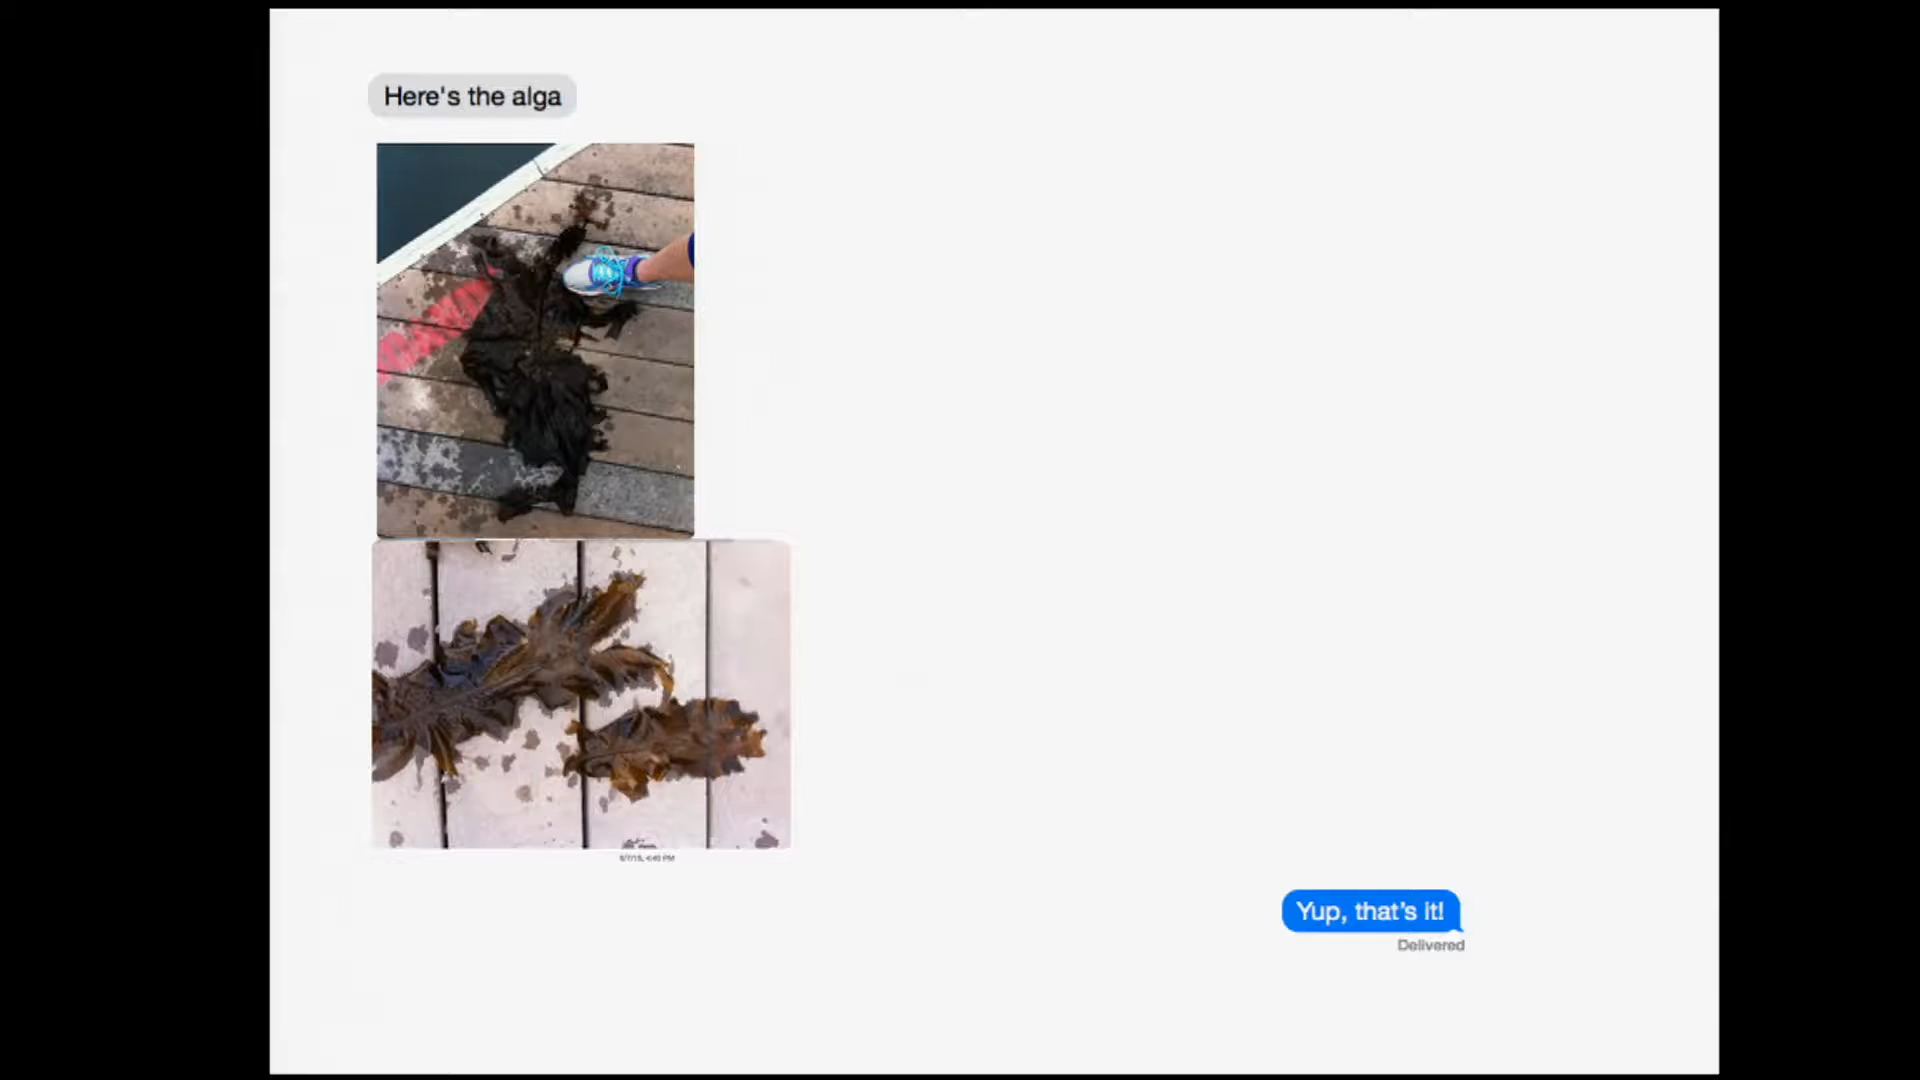 Here's the alga
Yup, that's it!
Delivered